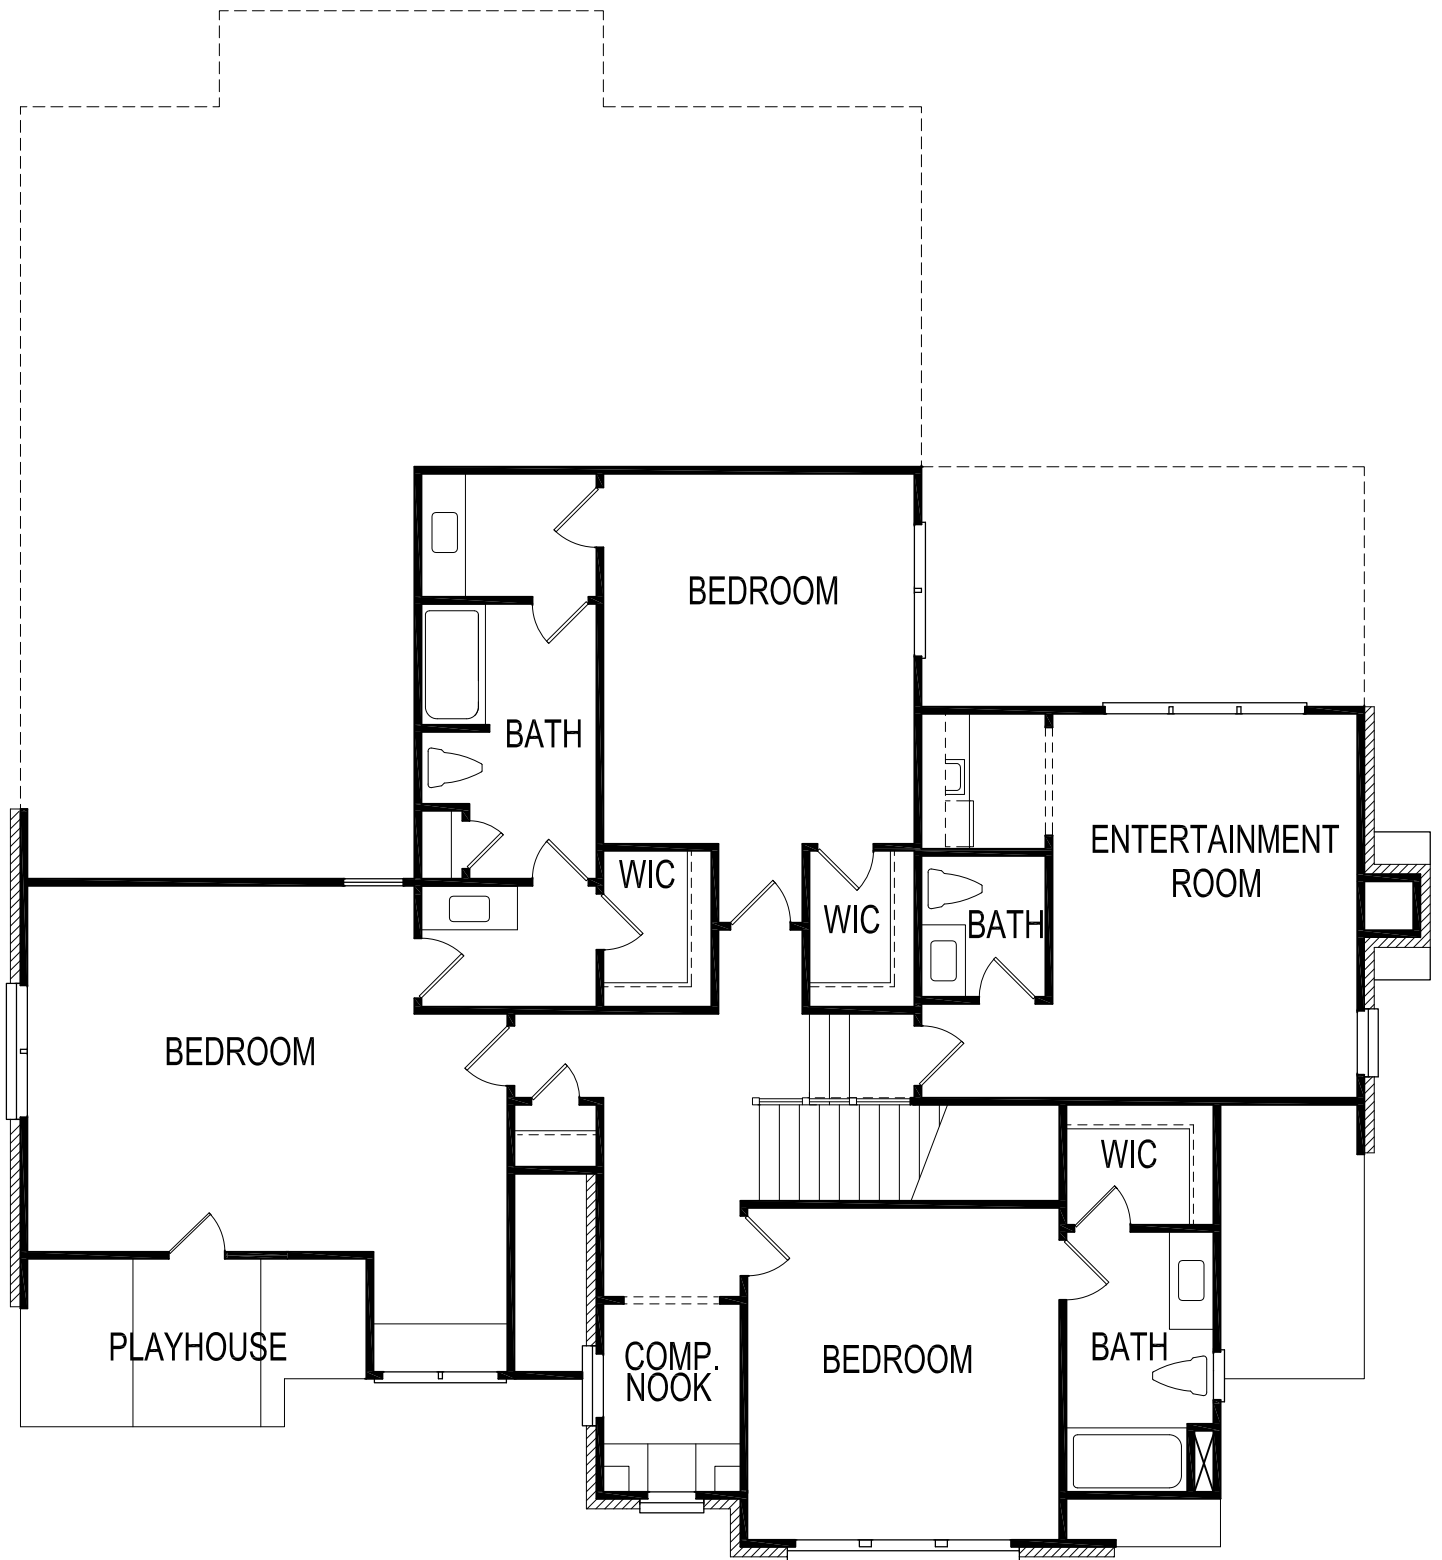 BEDROOM
BATH
ENTERTAINMENT
ROOM
WIC
WIC
BATH
BEDROOM
WIC
PLAYHOUSE
COMP.
NOOK
BEDROOM
BATH